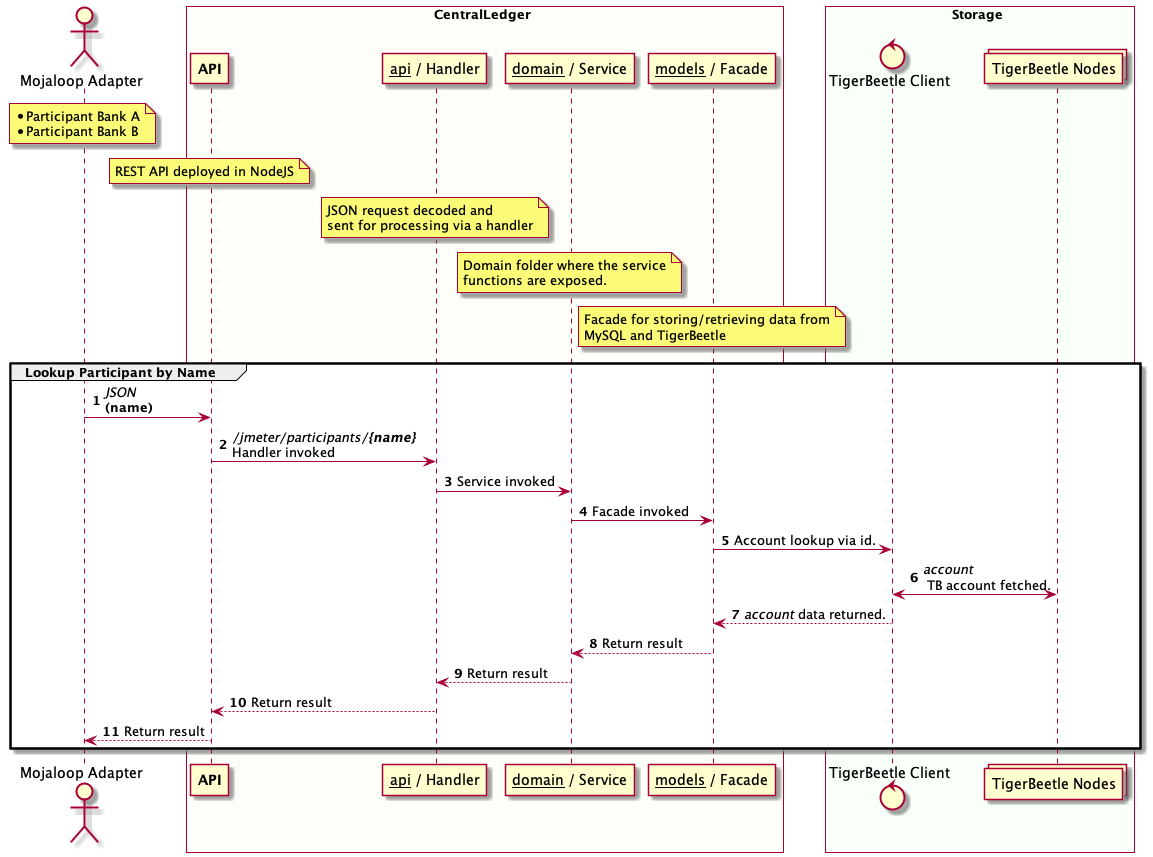 CentralLedger
Storage
Mojaloop Adapter
API
api / Handler
domain / Service
models / Facade
TigerBeetle Client
TigerBeetle Nodes
• Participant Bank A
• Participant Bank B
REST API deployed in NodeJS
JSON request decoded and
sent for processing via a handler
Domain folder where the service
functions are exposed.
Facade for storing/retrieving data from
MySQL and TigerBeetle
Lookup Participant by Name
1 JSON
(name)
2 /jmeter/participants/{name}
Handler invoked
3 Service invoked
4 Facade invoked
5 Account lookup via id.
6 account
TB account fetched.
7 account data returned.
8 Return result
9 Return result
10 Return result
11 Return result
Mojaloop Adapter
API
api / Handler
domain / Service
models / Facade
TigerBeetle Client
TigerBeetle Nodes